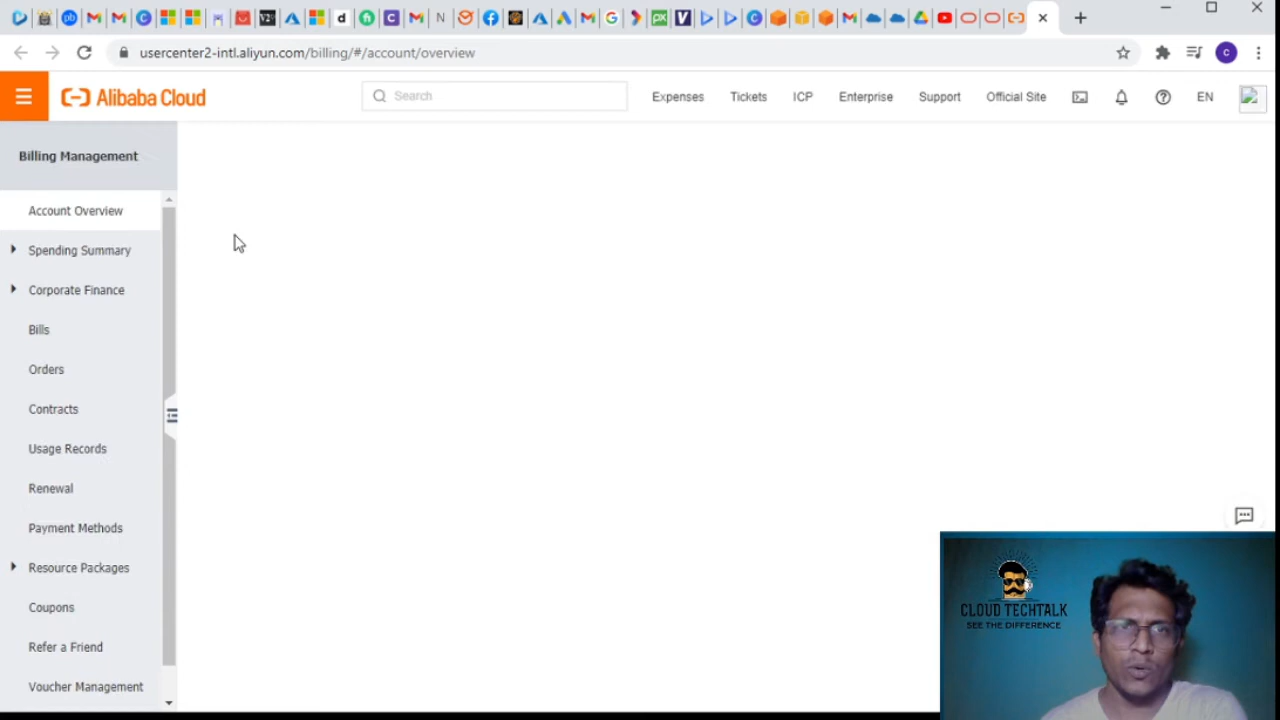 usercenter2-intl.aliyun.com/billing/#/account/overview
Alibaba Cloud
Search
Expenses
Tickets
ICP
Enterprise
Support
Official Site
EN
Billing Management
Account Overview
Spending Summary
Corporate Finance
Bills
Orders
Contracts
Usage Records
Renewal
Payment Methods
Resource Packages
Coupons
Refer a Friend
Voucher Management
CLOUD TECHTALK
SEE THE DIFFERENCE